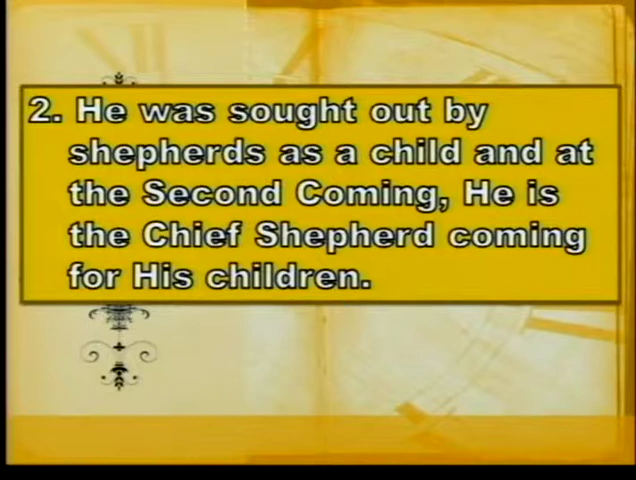 2. He was sought out by
shepherds as a child and at
the Second Coming, He is
the Chief Shepherd coming
for His children.